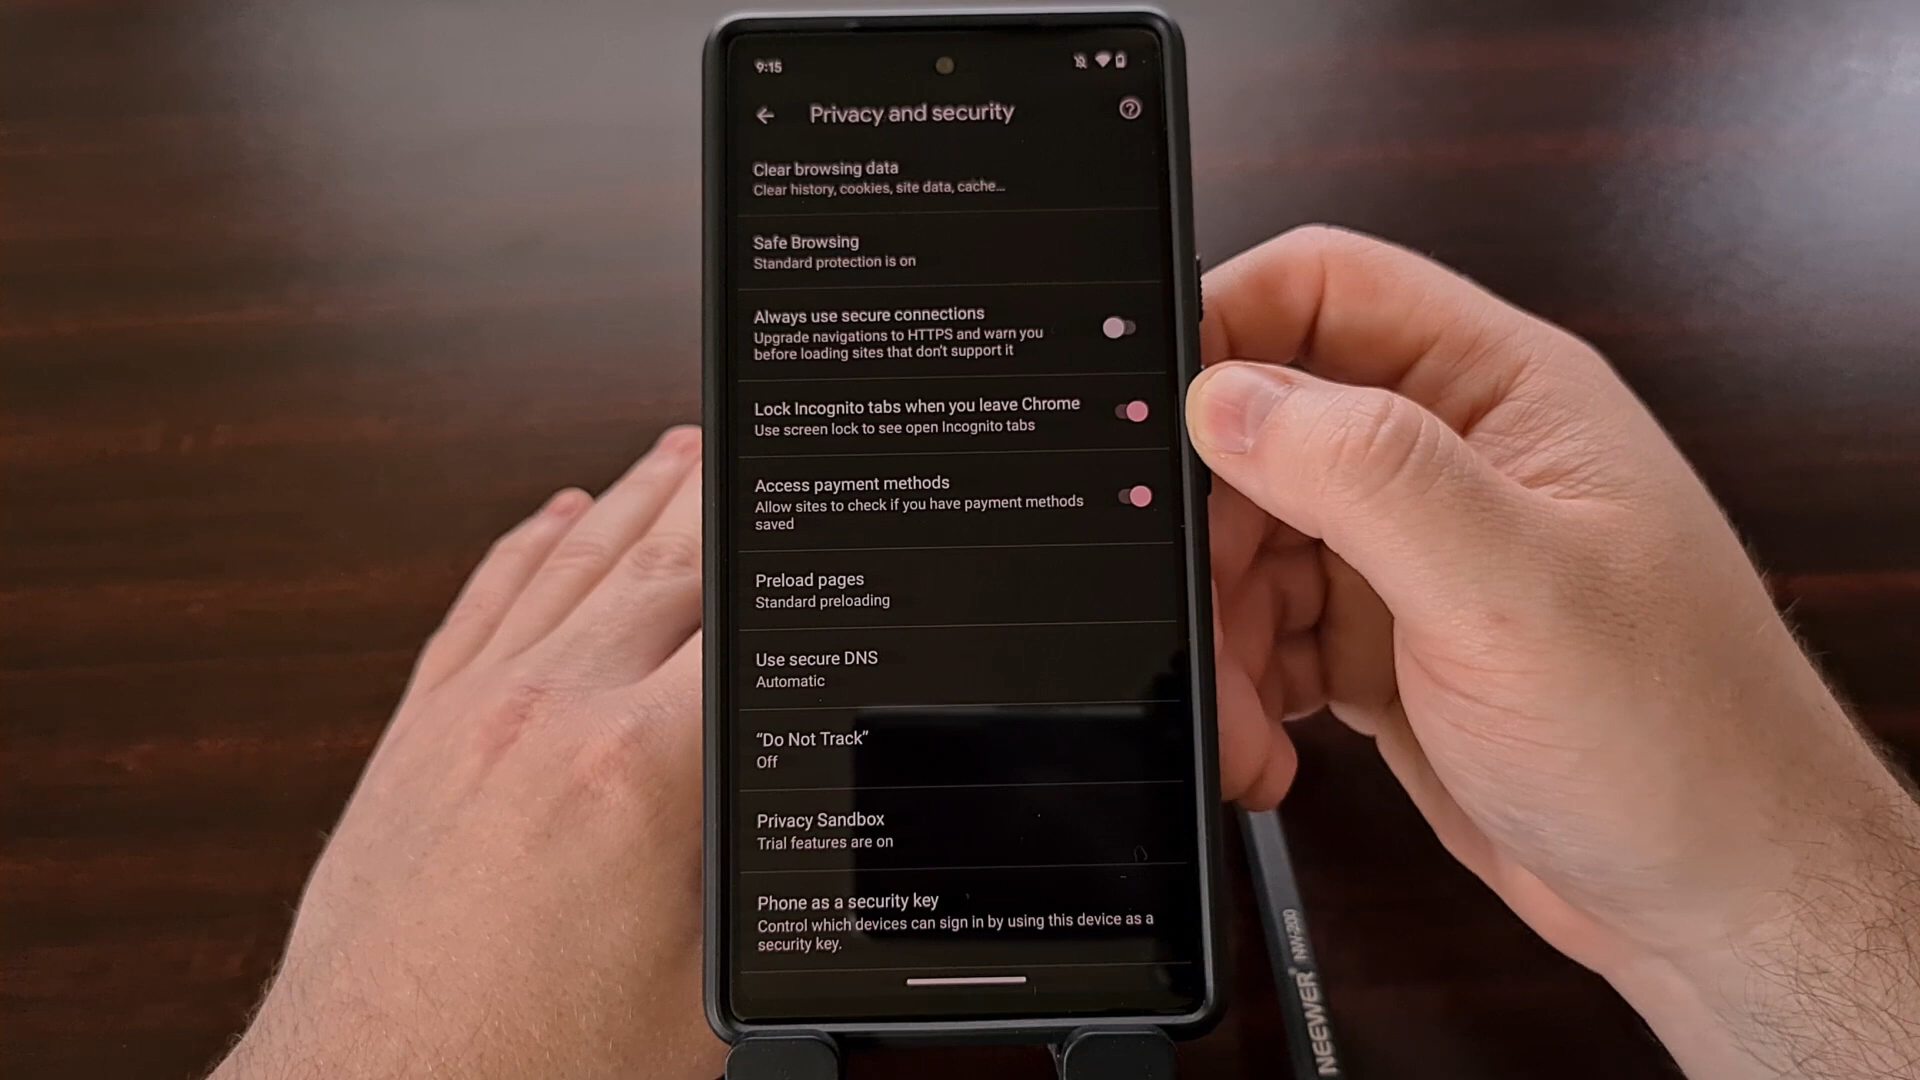 9:15
Privacy and security
Clear browsing data
Clear history, cookies, site data, cache...
Safe Browsing
Standard protection is on
Always use secure connections
Upgrade navigations to HTTPS and warn you
before loading sites that don't support it
Lock Incognito tabs when you leave Chrome
Use screen lock to see open Incognito tabs
Access payment methods
Allow sites to check if you have payment methods
saved
Preload pages
Standard preloading
Use secure DNS
Automatic
“Do Not Track”
Off
Privacy Sandbox
Trial features are on
Phone as a security key
Control which devices can sign in by using this device as a
security key.
NEEWER® NW-300